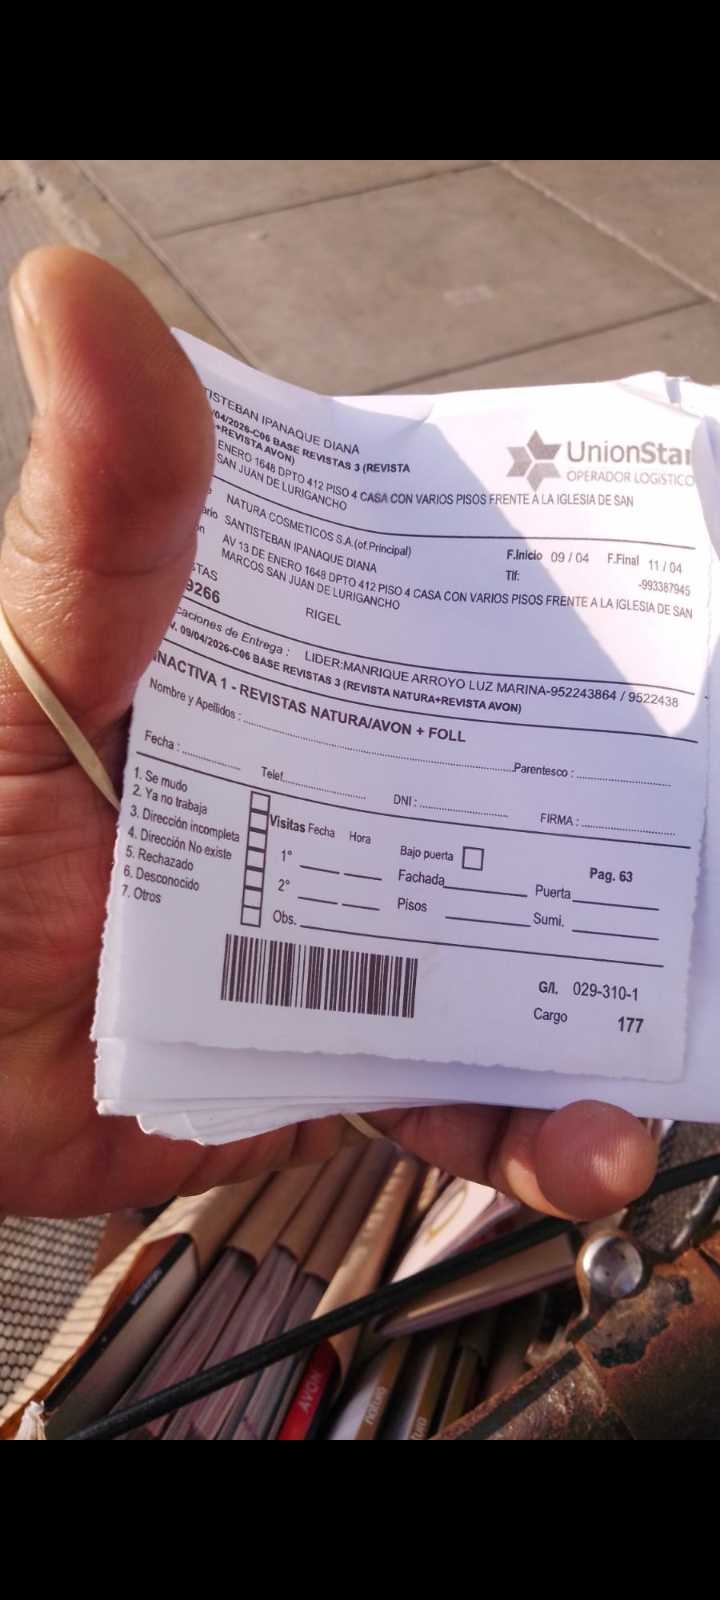 TISTEBAN IPANAQUE DIANA
/04/2026-C06 BASE REVISTAS 3 (REVISTA
+REVISTA AVON)
ENERO 1648 DPTO 412 PISO 4 CASA CON VARIOS PISOS FRENTE A LA IGLESIA DE SAN
SAN JUAN DE LURIGANCHO
UnionStar
OPERADOR LOGISTICO
NATURA COSMETICOS S.A.(of.Principal)
SANTISTEBAN IPANAQUE DIANA
F.Inicio 09 / 04 F.Final 11 / 04
Tlf: -993387945
AV 13 DE ENERO 1648 DPTO 412 PISO 4 CASA CON VARIOS PISOS FRENTE A LA IGLESIA DE SAN
MARCOS SAN JUAN DE LURIGANCHO
STAS
9266
RIGEL
caciones de Entrega : LIDER:MANRIQUE ARROYO LUZ MARINA-952243864 / 9522438
V. 09/04/2026-C06 BASE REVISTAS 3 (REVISTA NATURA+REVISTA AVON)
INACTIVA 1 - REVISTAS NATURA/AVON + FOLL
Nombre y Apellidos : Parentesco :
Fecha : Telef. DNI : FIRMA :
1. Se mudo
2. Ya no trabaja
3. Dirección incompleta
4. Dirección No existe
5. Rechazado
6. Desconocido
7. Otros
Visitas Fecha Hora
1°
2°
Obs.
Bajo puerta
Pag. 63
Fachada Puerta
Pisos Sumi.
G/l. 029-310-1
Cargo 177
AVON
natura